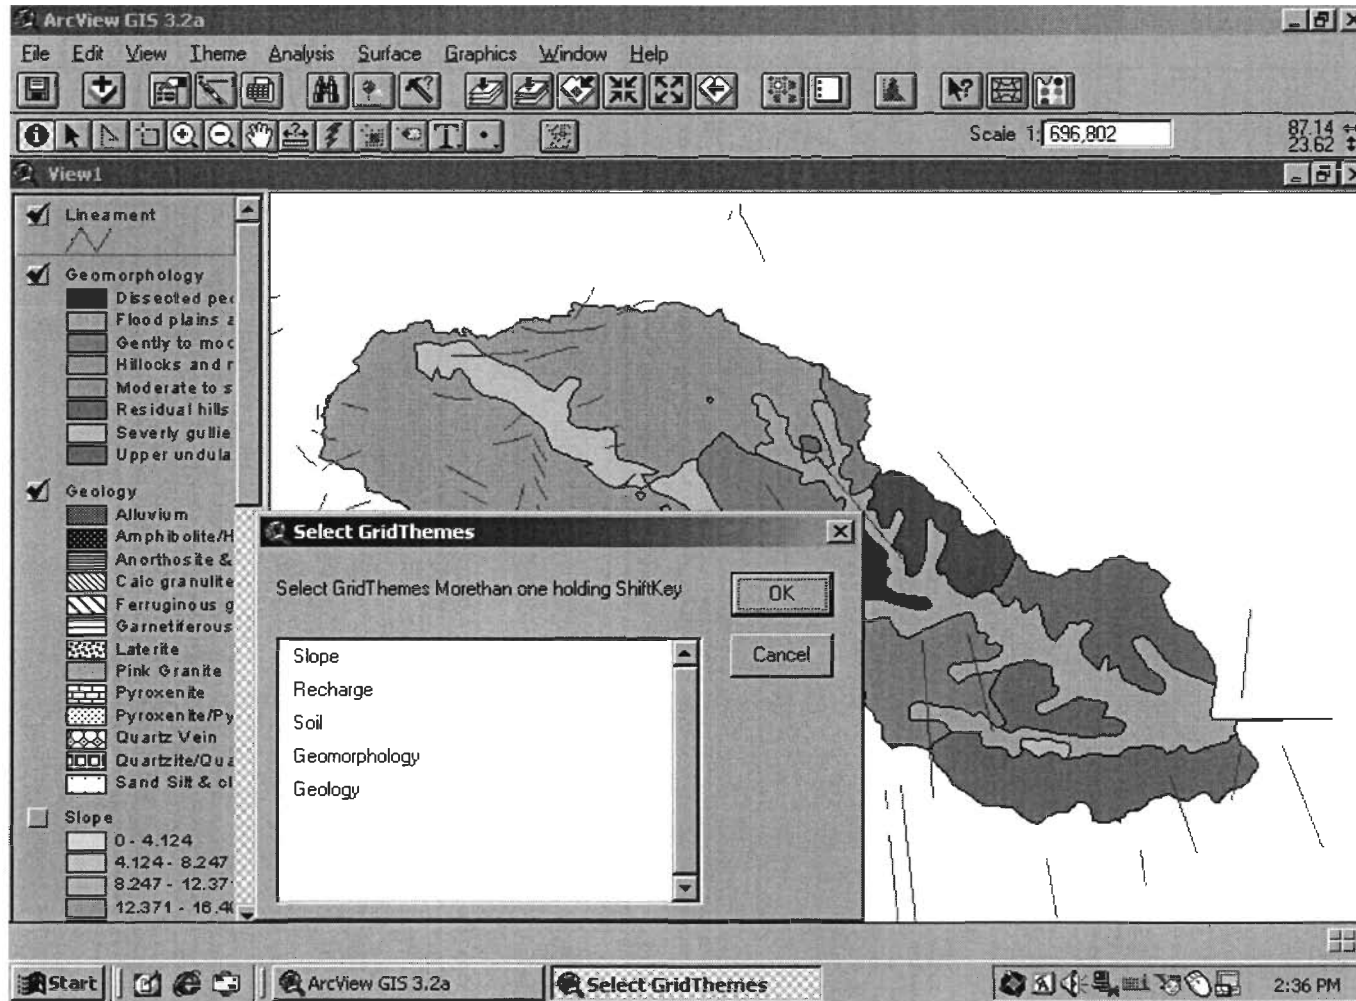 ArcView GIS 3.2a
File Edit View Theme Analysis Surface Graphics Window Help
Scale 1: 696,802
87.14
23.62
View1
Lineament
Geomorphology
Dissected pec
Flood plains a
Gently to moc
Hillocks and r
Moderate to s
Residual hills
Severly gullie
Upper undula
Geology
Alluvium
Amphibolite/H
Anorthosite &
Calc granulite
Ferruginous g
Garnetiferous
Laterite
Pink Granite
Pyroxenite
Pyroxenite/Py
Quartz Vein
Quartzite/Qua
Sand Silt & cl
Slope
0 - 4.124
4.124 - 8.247
8.247 - 12.371
12.371 - 16.4
Select GridThemes
Select GridThemes Morethan one holding ShiftKey
OK
Cancel
Slope
Recharge
Soil
Geomorphology
Geology
Start
ArcView GIS 3.2a
Select GridThemes
2:36 PM